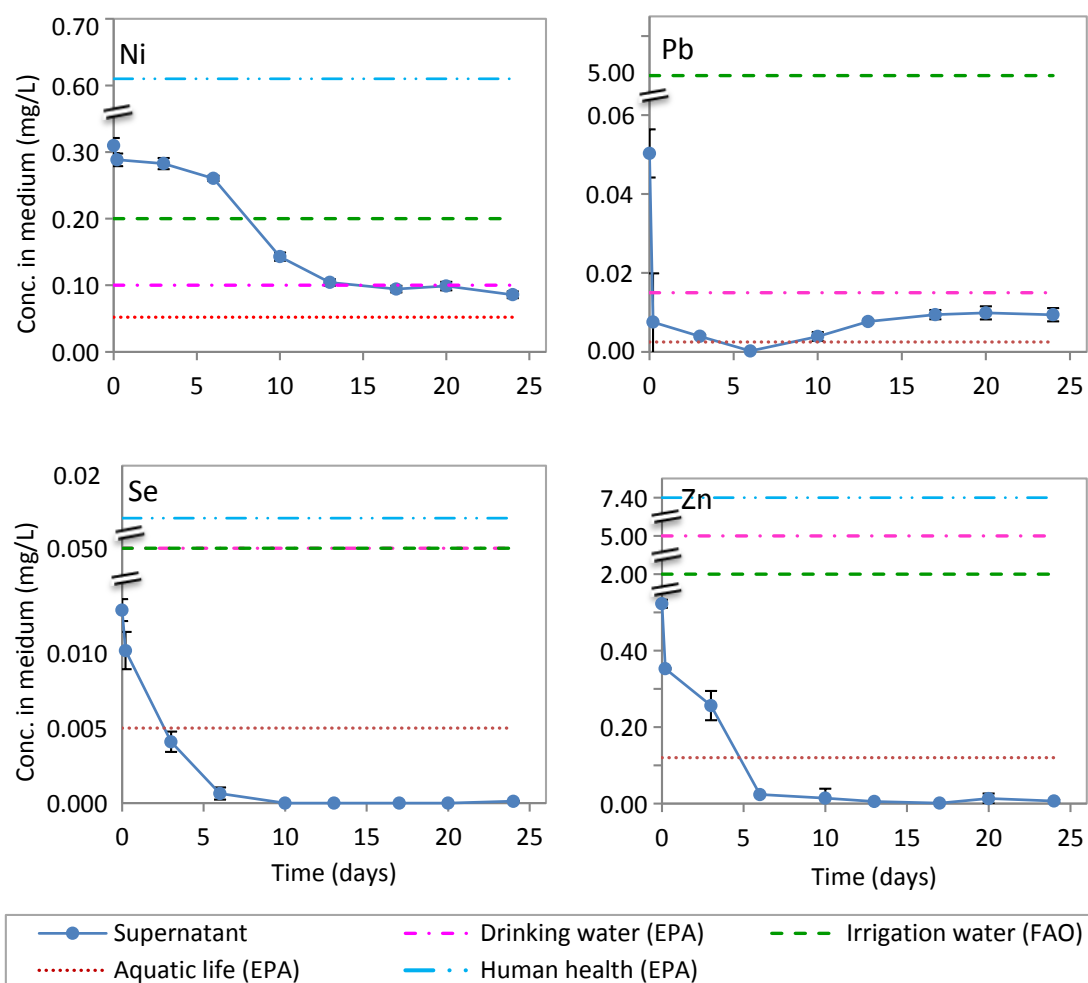 Ni
Conc. in medium (mg/L)
0.70
0.60
0.30
0.20
0.10
0.00
0 5 10 15 20 25
Pb
5.00
0.06
0.04
0.02
0.00
0 5 10 15 20 25
Se
Conc. in meidum (mg/L)
0.02
0.050
0.010
0.005
0.000
0 5 10 15 20 25
Time (days)
Zn
7.40
5.00
2.00
0.40
0.20
0.00
0 5 10 15 20 25
Time (days)
Supernatant Drinking water (EPA) Irrigation water (FAO)
Aquatic life (EPA) Human health (EPA)